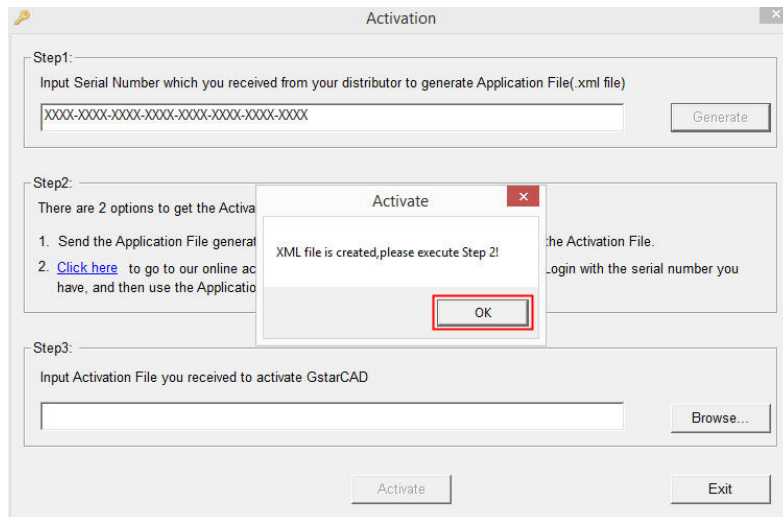 Activation
Step1:
Input Serial Number which you received from your distributor to generate Application File(.xml file)
XXXX-XXXX-XXXX-XXXX-XXXX-XXXX-XXXX-XXXX
Generate
Step2:
There are 2 options to get the Activa
1. Send the Application File generat
the Activation File.
2. Click here to go to our online ac
Login with the serial number you
have, and then use the Applicatio
Activate
XML file is created,please execute Step 2!
OK
Step3:
Input Activation File you received to activate GstarCAD
Browse...
Activate
Exit